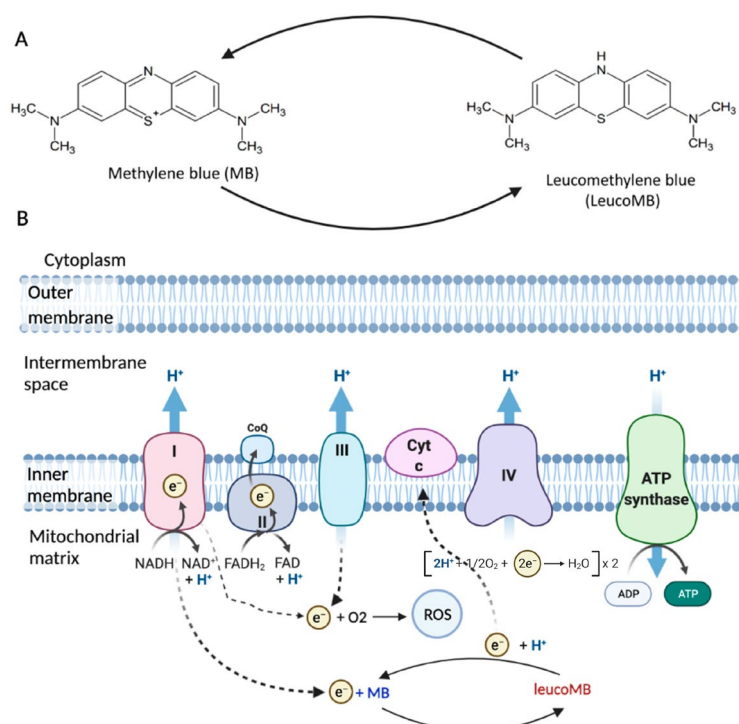 A
H₃C
N
CH₃
N
S⁺
N
CH₃
CH₃
Methylene blue (MB)
H₃C
N
CH₃
H
N
S
N
CH₃
CH₃
Leucomethylene blue
(LeucoMB)
B
Cytoplasm
Outer
membrane
Intermembrane
space
H⁺
H⁺
H⁺
H⁺
I
e⁻
CoQ
e⁻
II
III
Cyt
c
IV
ATP
synthase
Inner
membrane
Mitochondrial
matrix
NADH
NAD⁺
+ H⁺
FADH₂
FAD
+ H⁺
[2H⁺ + 1/2O₂ + 2e⁻ → H₂O] x 2
ADP
ATP
e⁻ + O2 → ROS
e⁻ + H⁺
e⁻ + MB
leucoMB